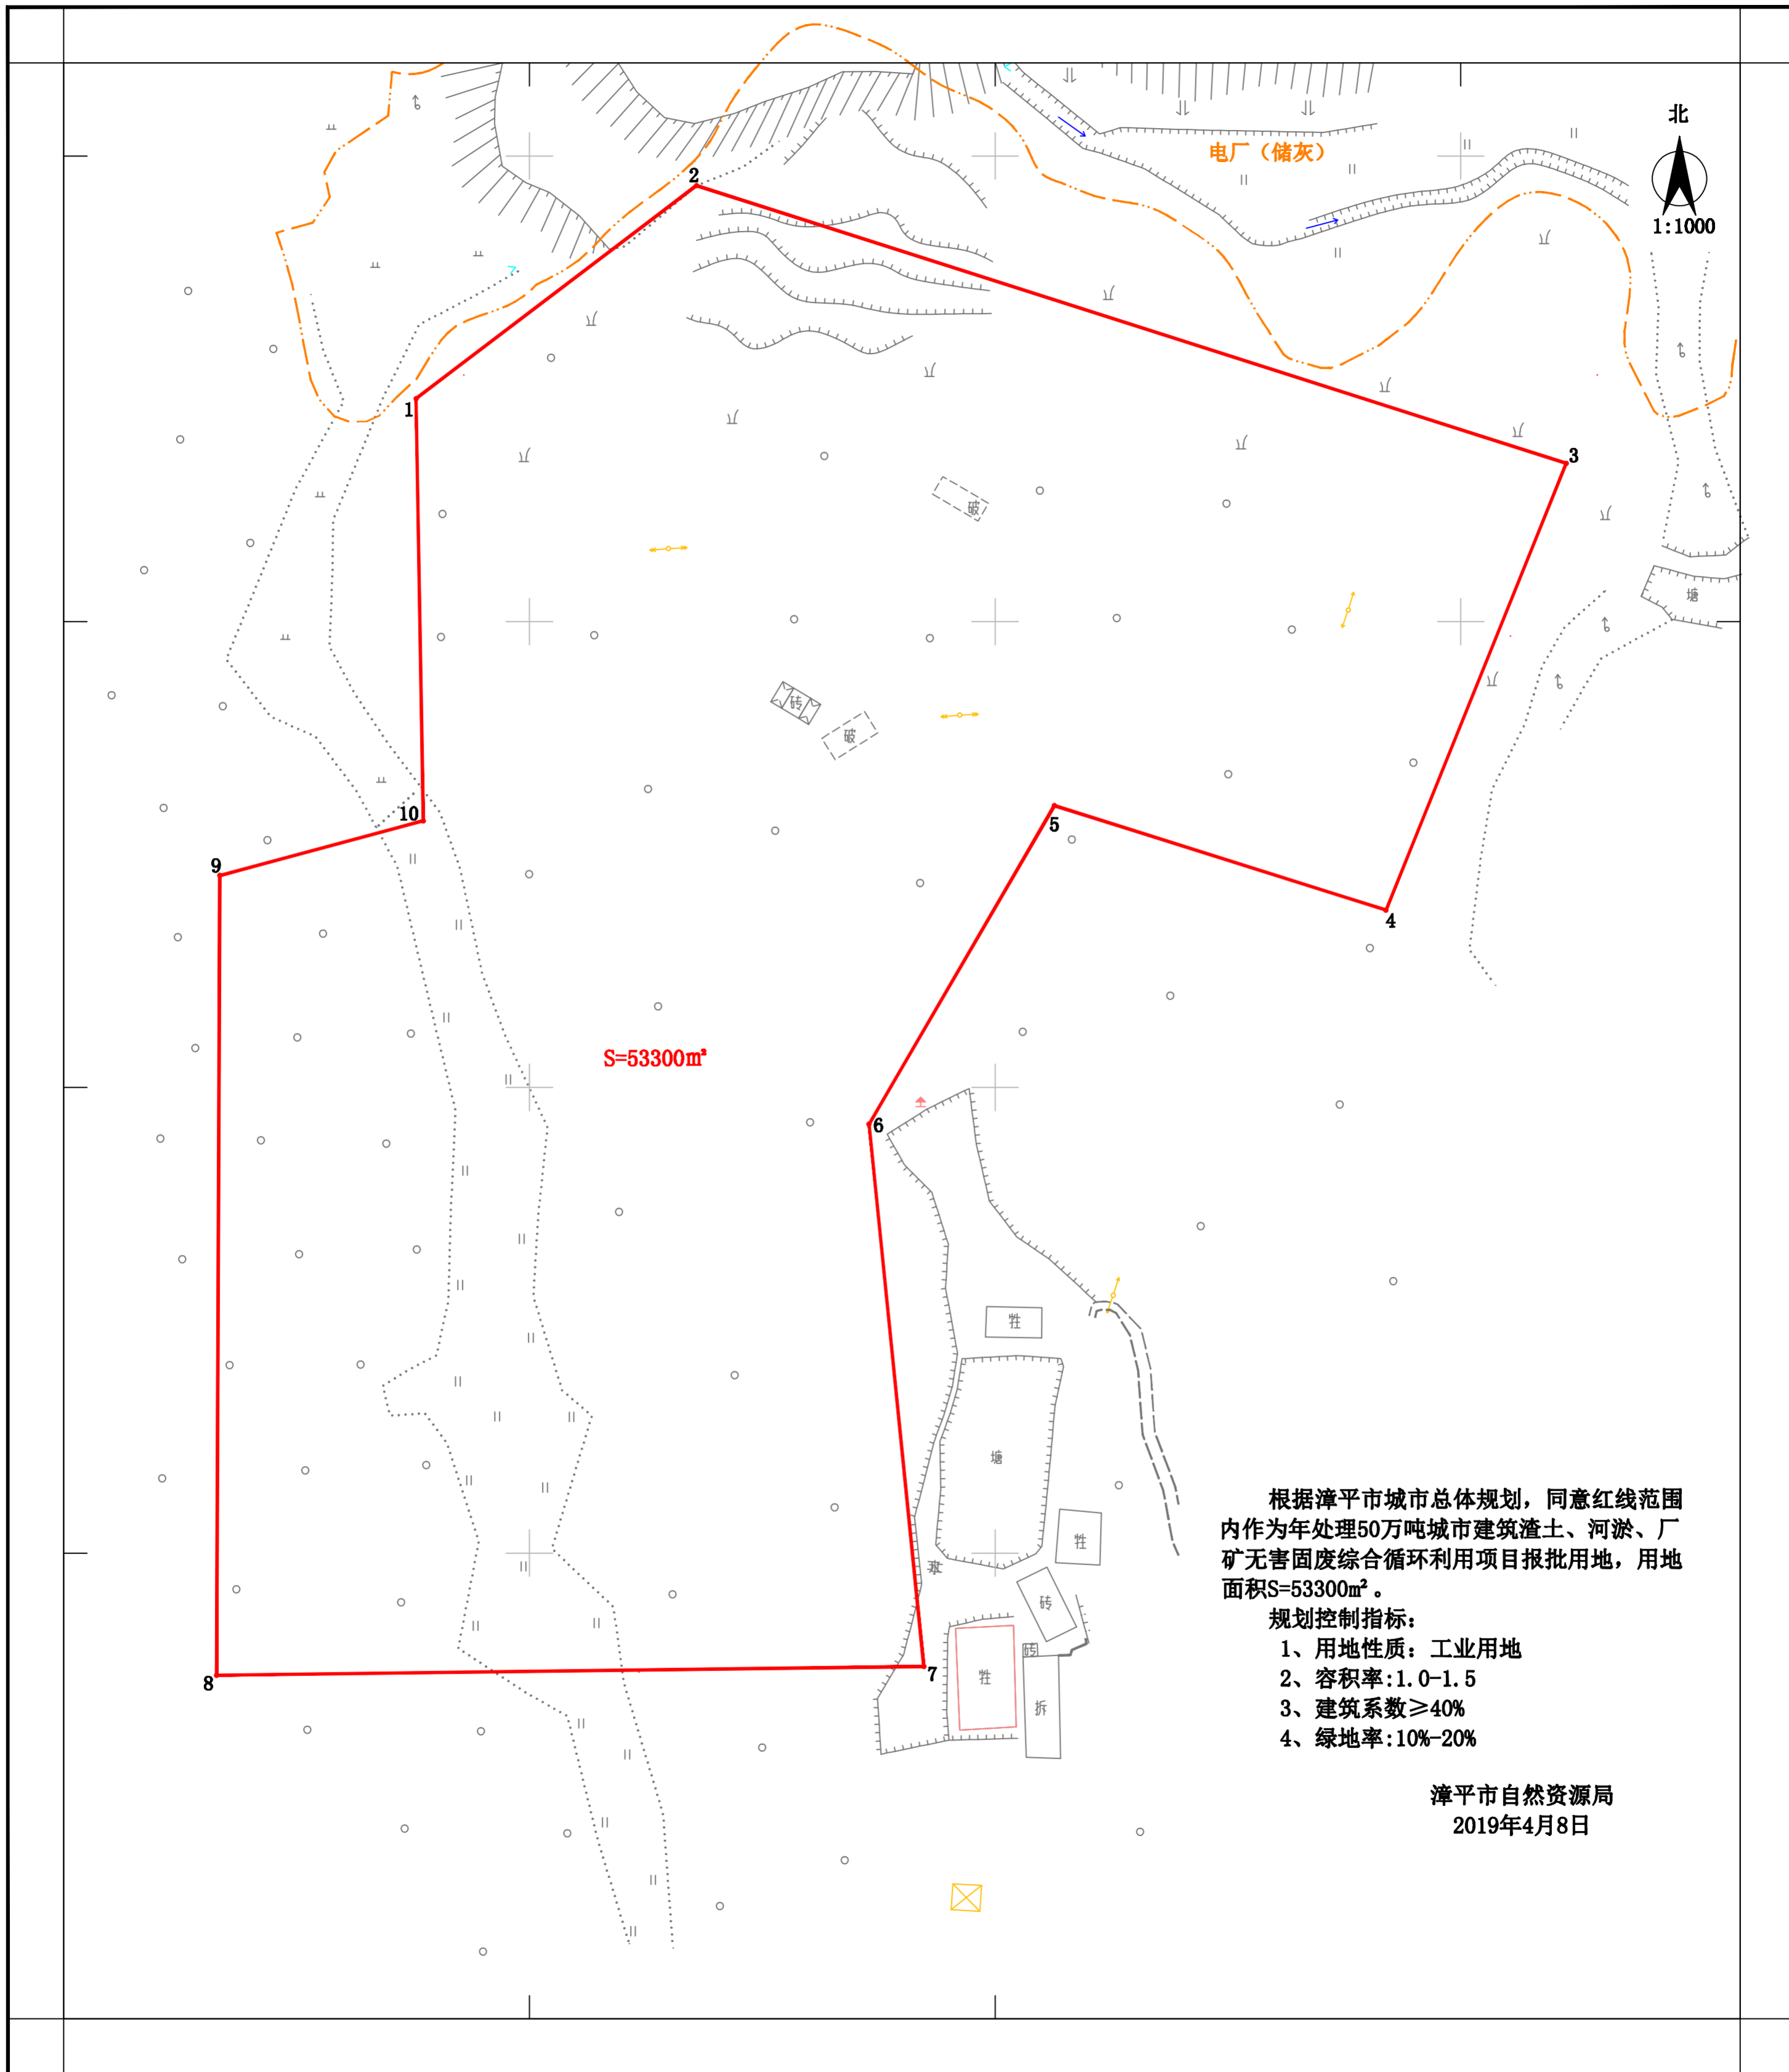 北
1:1000
电厂（储灰）
2
1
3
破
塘
砖
破
10
5
9
4
S=53300m²
6
牲
塘
牲
砖
砖
7
牲
8
拆
根据漳平市城市总体规划，同意红线范围
内作为年处理50万吨城市建筑渣土、河淤、厂
矿无害固废综合循环利用项目报批用地，用地
面积S=53300m²。
规划控制指标：
1、用地性质：工业用地
2、容积率:1.0-1.5
3、建筑系数≥40%
4、绿地率:10%-20%
漳平市自然资源局
2019年4月8日